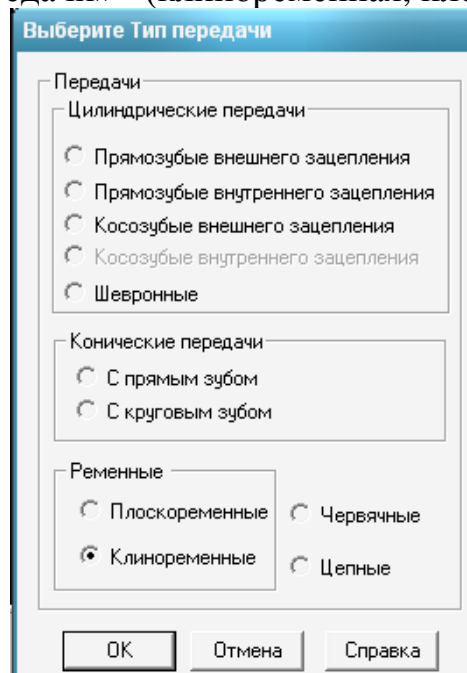 Выберите Тип передачи
Передачи
Цилиндрические передачи
Прямозубые внешнего зацепления
Прямозубые внутреннего зацепления
Косозубые внешнего зацепления
Косозубые внутреннего зацепления
Шевронные
Конические передачи
С прямым зубом
С круговым зубом
Ременные
Плоскоременные
Клиноременные
Червячные
Цепные
ОК Отмена Справка